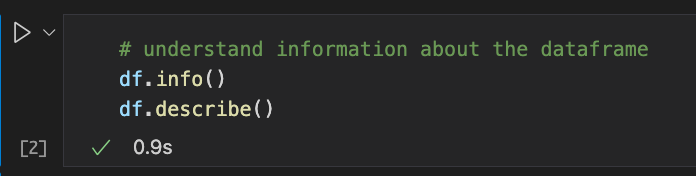 # understand information about the dataframe
df.info()
df.describe()
[2]
0.9s